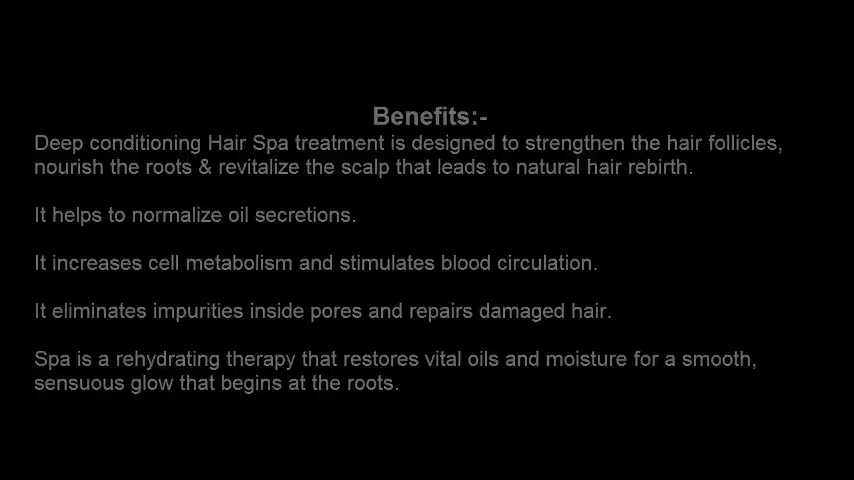 Benefits:-
Deep conditioning Hair Spa treatment is designed to strengthen the hair follicles,
nourish the roots & revitalize the scalp that leads to natural hair rebirth.
It helps to normalize oil secretions.
It increases cell metabolism and stimulates blood circulation.
It eliminates impurities inside pores and repairs damaged hair.
Spa is a rehydrating therapy that restores vital oils and moisture for a smooth,
sensuous glow that begins at the roots.